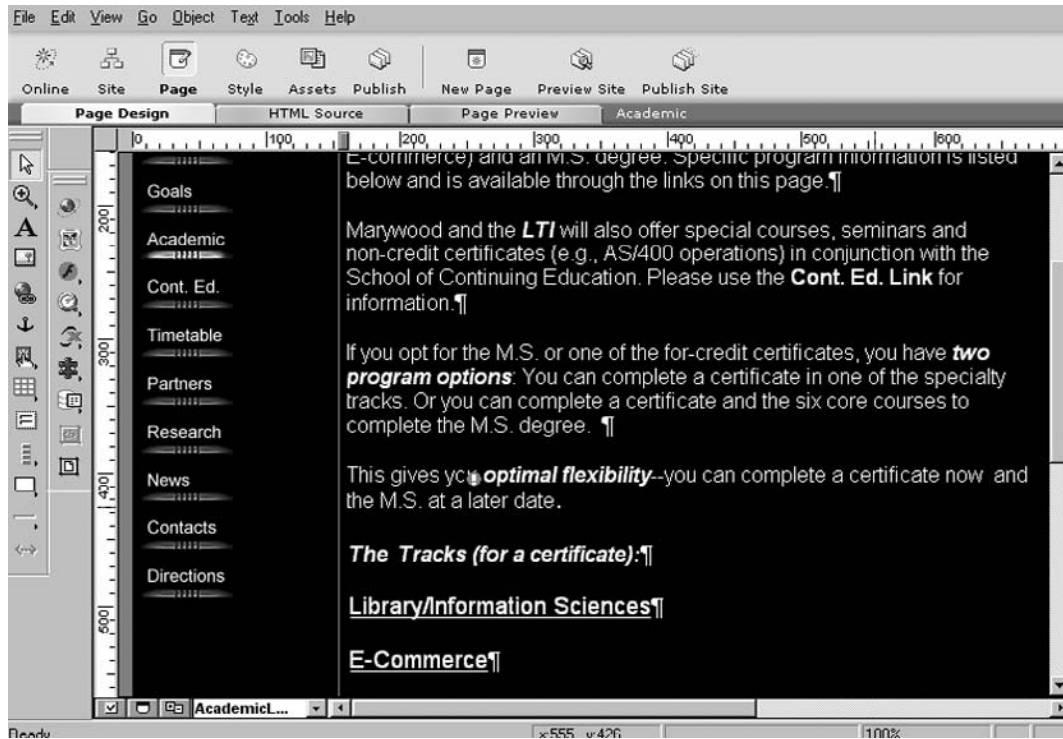 File Edit View Go Object Text Tools Help
Online Site Page Style Assets Publish New Page Preview Site Publish Site
Page Design HTML Source Page Preview Academic
0 100 200 300 400 500 600
200
300
400
500
Goals
Academic
Cont. Ed.
Timetable
Partners
Research
News
Contacts
Directions
E-commerce) and an M.S. degree. Specific program information is listed
below and is available through the links on this page.¶
Marywood and the LTI will also offer special courses, seminars and
non-credit certificates (e.g., AS/400 operations) in conjunction with the
School of Continuing Education. Please use the Cont. Ed. Link for
information.¶
If you opt for the M.S. or one of the for-credit certificates, you have two
program options: You can complete a certificate in one of the specialty
tracks. Or you can complete a certificate and the six core courses to
complete the M.S. degree. ¶
This gives you optimal flexibility--you can complete a certificate now and
the M.S. at a later date.
The Tracks (for a certificate):¶
Library/Information Sciences¶
E-Commerce¶
AcademicL...
Ready x:555 y:426 100%